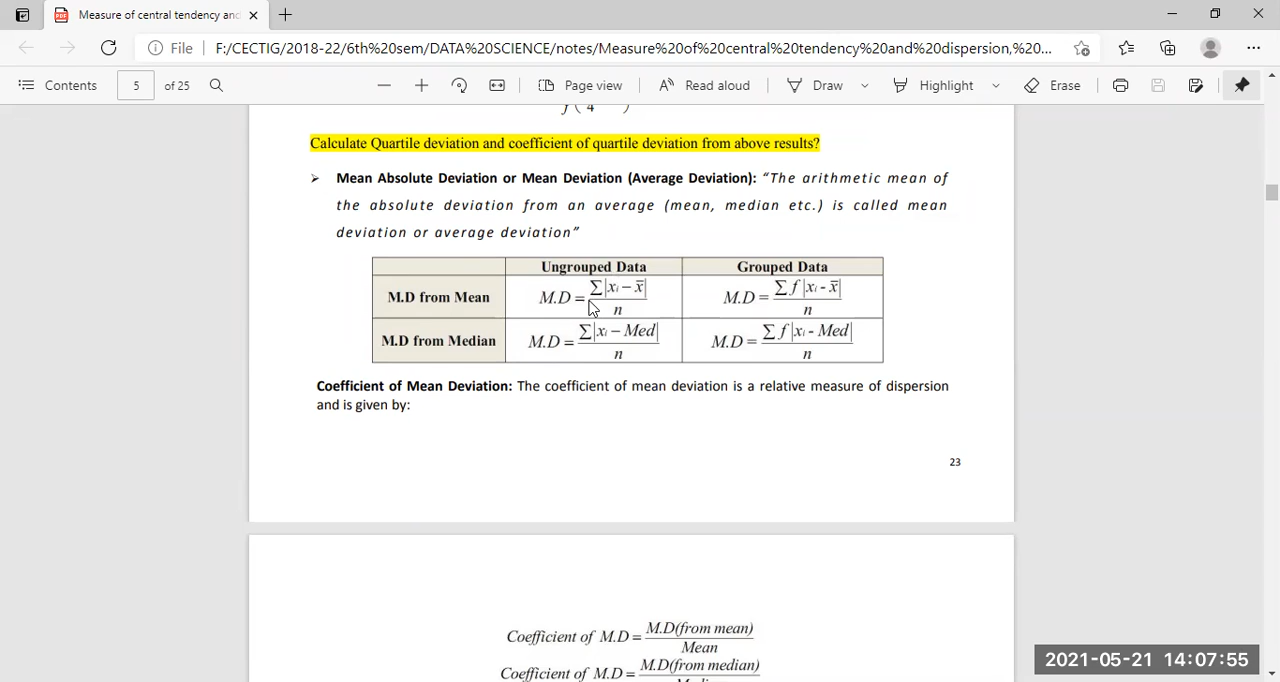 Measure of central tendency and
File F:/CECTIG/2018-22/6th%20sem/DATA%20SCIENCE/notes/Measure%20of%20central%20tendency%20and%20dispersion,%20...
Contents 5 of 25 Page view Read aloud Draw Highlight Erase
f ( 4 )
Calculate Quartile deviation and coefficient of quartile deviation from above results?
➢ Mean Absolute Deviation or Mean Deviation (Average Deviation): “The arithmetic mean of
the absolute deviation from an average (mean, median etc.) is called mean
deviation or average deviation”
Ungrouped Data Grouped Data
M.D from Mean M.D = ∑|xi − x̅| / n M.D = ∑ f |xi - x̅| / n
M.D from Median M.D = ∑|xi − Med| / n M.D = ∑ f |xi - Med| / n
Coefficient of Mean Deviation: The coefficient of mean deviation is a relative measure of dispersion
and is given by:
23
Coefficient of M.D = M.D(from mean) / Mean
Coefficient of M.D = M.D(from median)
2021-05-21 14:07:55